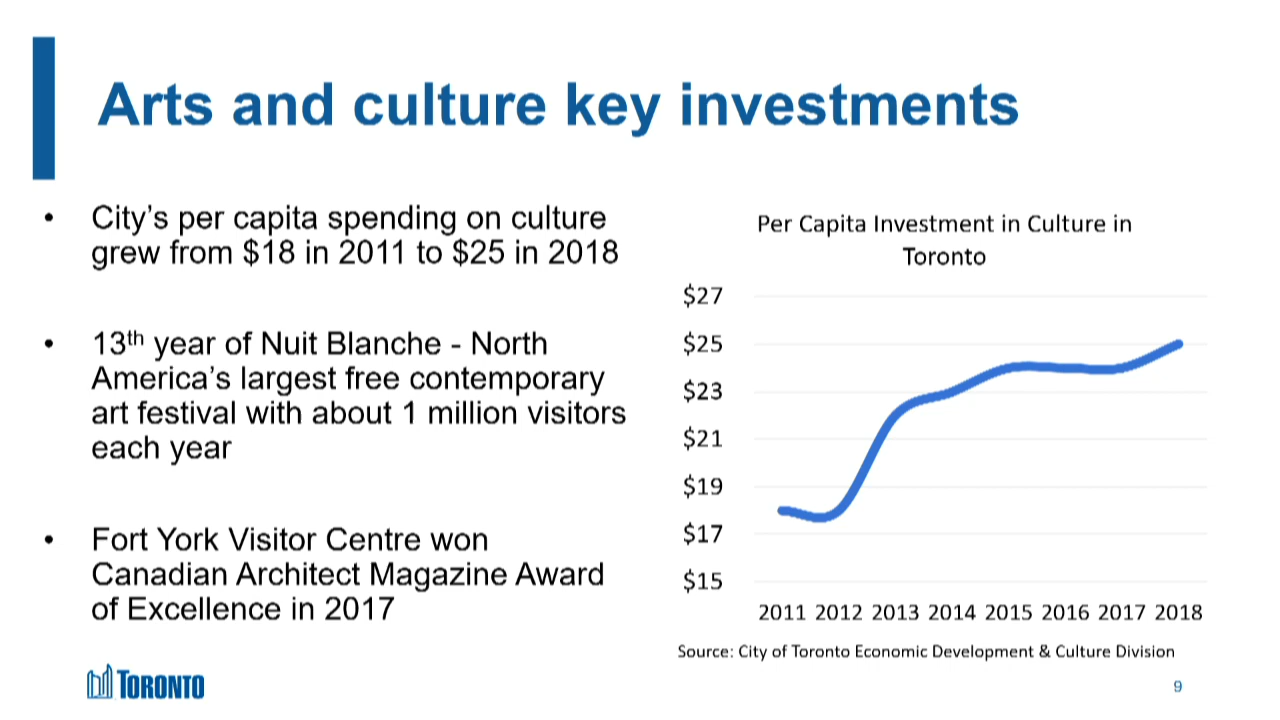 Arts and culture key investments
• City’s per capita spending on culture
grew from $18 in 2011 to $25 in 2018
• 13th year of Nuit Blanche - North
America’s largest free contemporary
art festival with about 1 million visitors
each year
• Fort York Visitor Centre won
Canadian Architect Magazine Award
of Excellence in 2017
Per Capita Investment in Culture in
Toronto
$27
$25
$23
$21
$19
$17
$15
2011 2012 2013 2014 2015 2016 2017 2018
Source: City of Toronto Economic Development & Culture Division
TORONTO
9